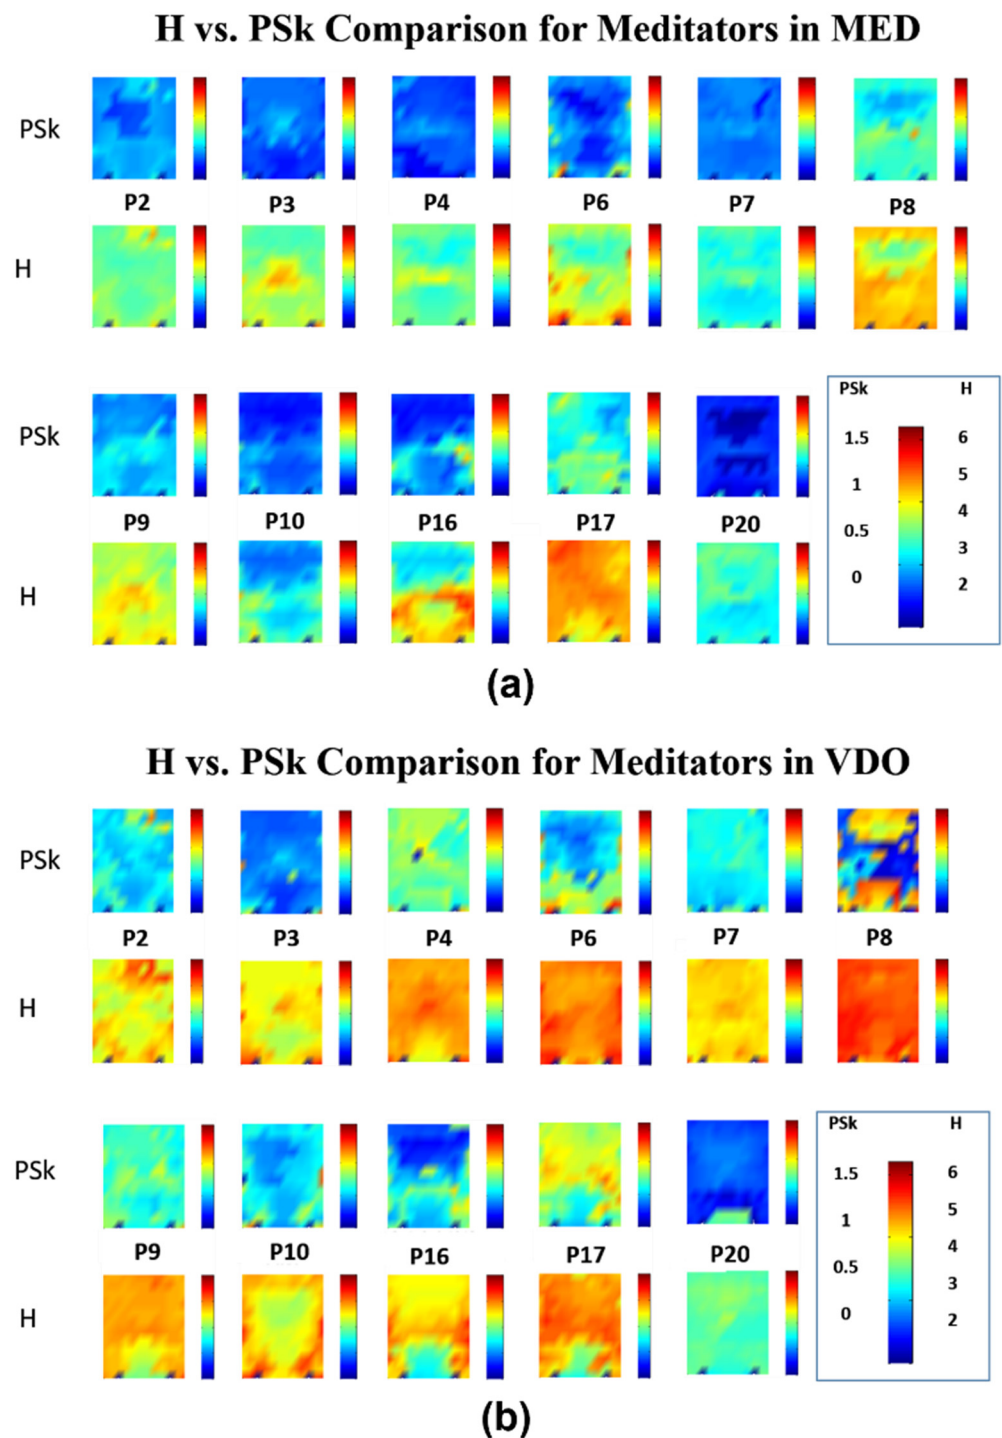 H vs. PSk Comparison for Meditators in MED
PSk
P2 P3 P4 P6 P7 P8
H
PSk
P9 P10 P16 P17 P20
H
PSk H
1.5 6
5
1 4
0.5 3
0 2
(a)
H vs. PSk Comparison for Meditators in VDO
PSk
P2 P3 P4 P6 P7 P8
H
PSk
P9 P10 P16 P17 P20
H
PSk H
1.5 6
1 5
4
0.5 3
0 2
(b)